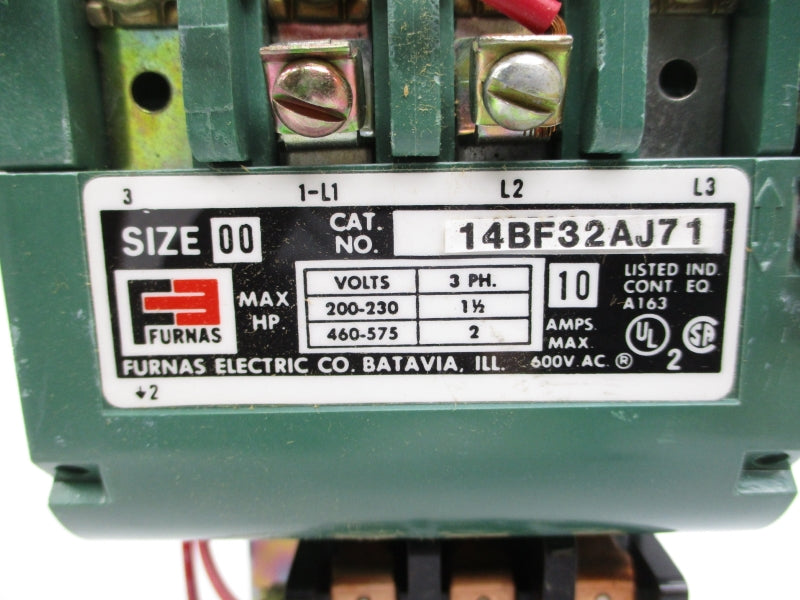 3 1-L1 L2 L3
SIZE 00 CAT. NO. 14BF32AJ71
FURNAS
MAX HP
VOLTS 3 PH.
200-230 1½
460-575 2
10 AMPS. MAX. 600V. AC. ®
LISTED IND. CONT. EQ. A163
UL SA 2
FURNAS ELECTRIC CO. BATAVIA, ILL.
2